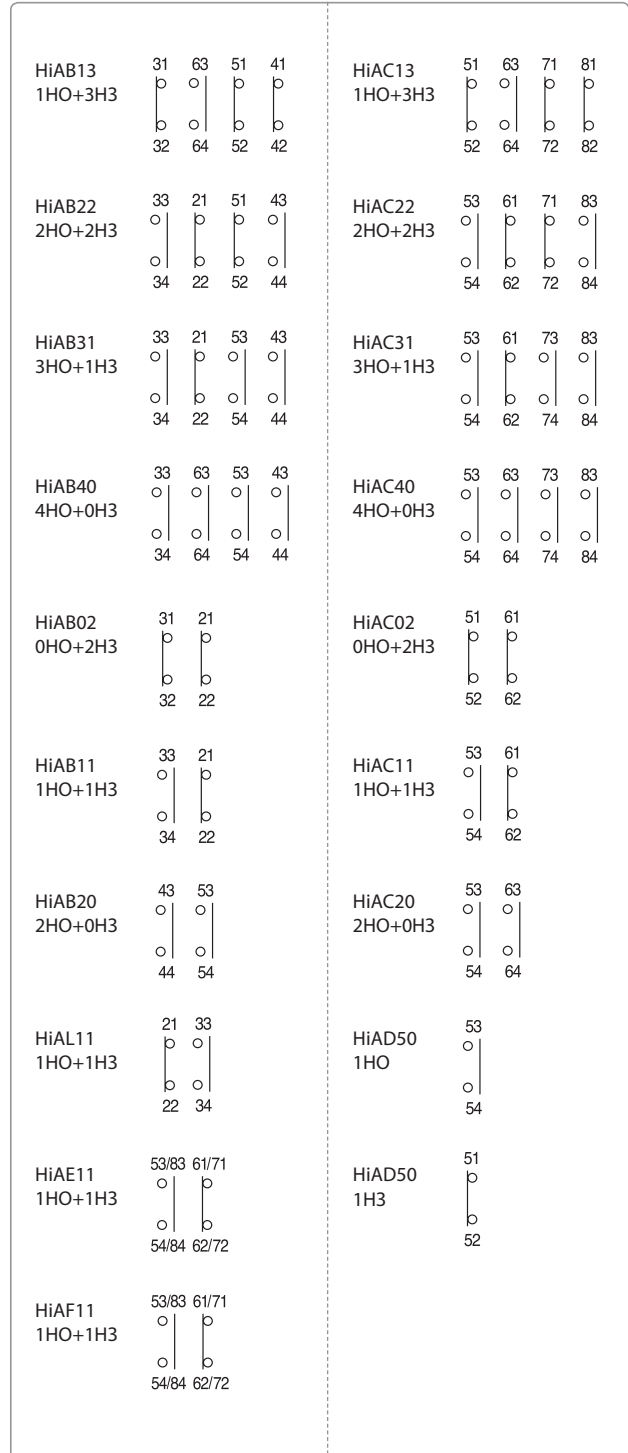 HiAB13
1HO+3H3
31 63 51 41
32 64 52 42
HiAB22
2HO+2H3
33 21 51 43
34 22 52 44
HiAB31
3HO+1H3
33 21 53 43
34 22 54 44
HiAB40
4HO+0H3
33 63 53 43
34 64 54 44
HiAB02
0HO+2H3
31 21
32 22
HiAB11
1HO+1H3
33 21
34 22
HiAB20
2HO+0H3
43 53
44 54
HiAL11
1HO+1H3
21 33
22 34
HiAE11
1HO+1H3
53/83 61/71
54/84 62/72
HiAF11
1HO+1H3
53/83 61/71
54/84 62/72
HiAC13
1HO+3H3
51 63 71 81
52 64 72 82
HiAC22
2HO+2H3
53 61 71 83
54 62 72 84
HiAC31
3HO+1H3
53 61 73 83
54 62 74 84
HiAC40
4HO+0H3
53 63 73 83
54 64 74 84
HiAC02
0HO+2H3
51 61
52 62
HiAC11
1HO+1H3
53 61
54 62
HiAC20
2HO+0H3
53 63
54 64
HiAD50
1HO
53
54
HiAD50
1H3
51
52